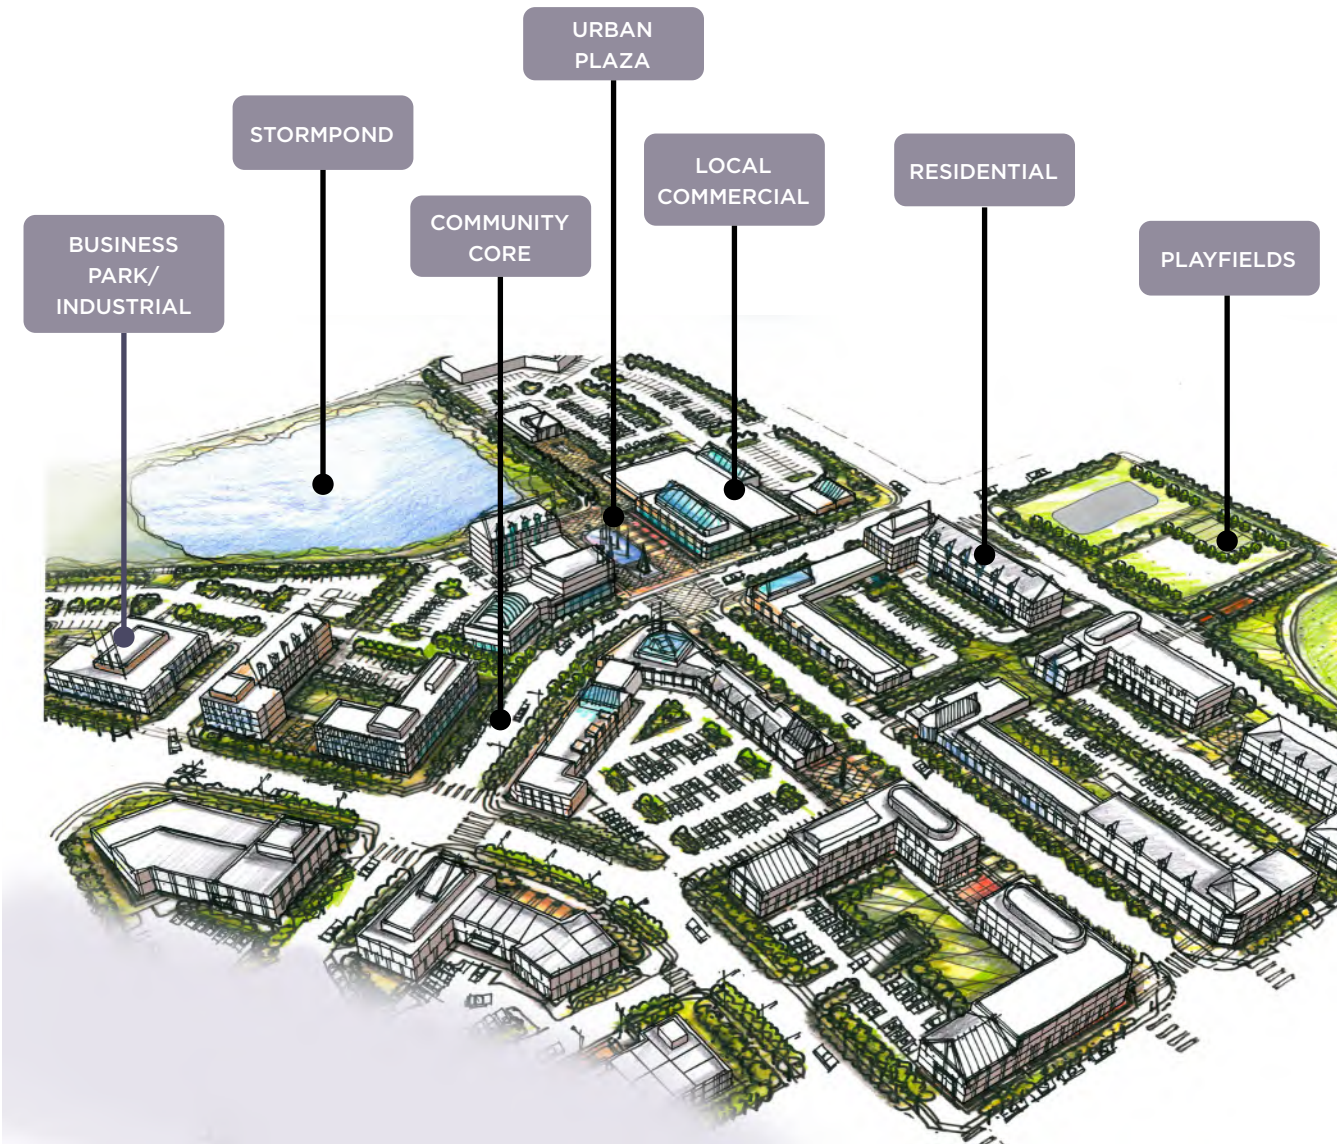 URBAN
PLAZA
STORMPOND
LOCAL
COMMERCIAL
RESIDENTIAL
COMMUNITY
CORE
BUSINESS
PARK/
INDUSTRIAL
PLAYFIELDS